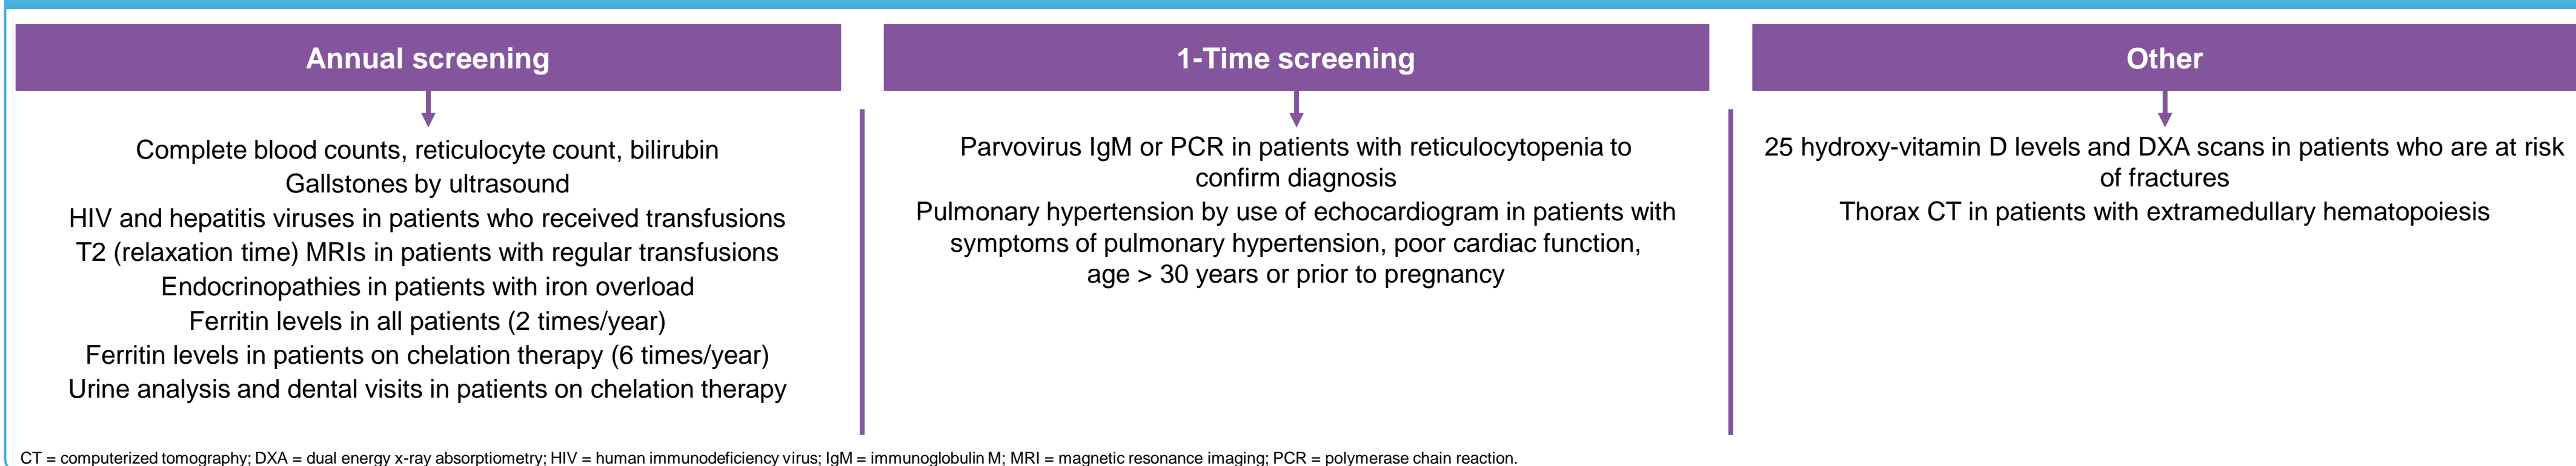 Annual screening
Complete blood counts, reticulocyte count, bilirubin
Gallstones by ultrasound
HIV and hepatitis viruses in patients who received transfusions
T2 (relaxation time) MRIs in patients with regular transfusions
Endocrinopathies in patients with iron overload
Ferritin levels in all patients (2 times/year)
Ferritin levels in patients on chelation therapy (6 times/year)
Urine analysis and dental visits in patients on chelation therapy
1-Time screening
Parvovirus IgM or PCR in patients with reticulocytopenia to
confirm diagnosis
Pulmonary hypertension by use of echocardiogram in patients with
symptoms of pulmonary hypertension, poor cardiac function,
age > 30 years or prior to pregnancy
Other
25 hydroxy-vitamin D levels and DXA scans in patients who are at risk
of fractures
Thorax CT in patients with extramedullary hematopoiesis
CT = computerized tomography; DXA = dual energy x-ray absorptiometry; HIV = human immunodeficiency virus; IgM = immunoglobulin M; MRI = magnetic resonance imaging; PCR = polymerase chain reaction.